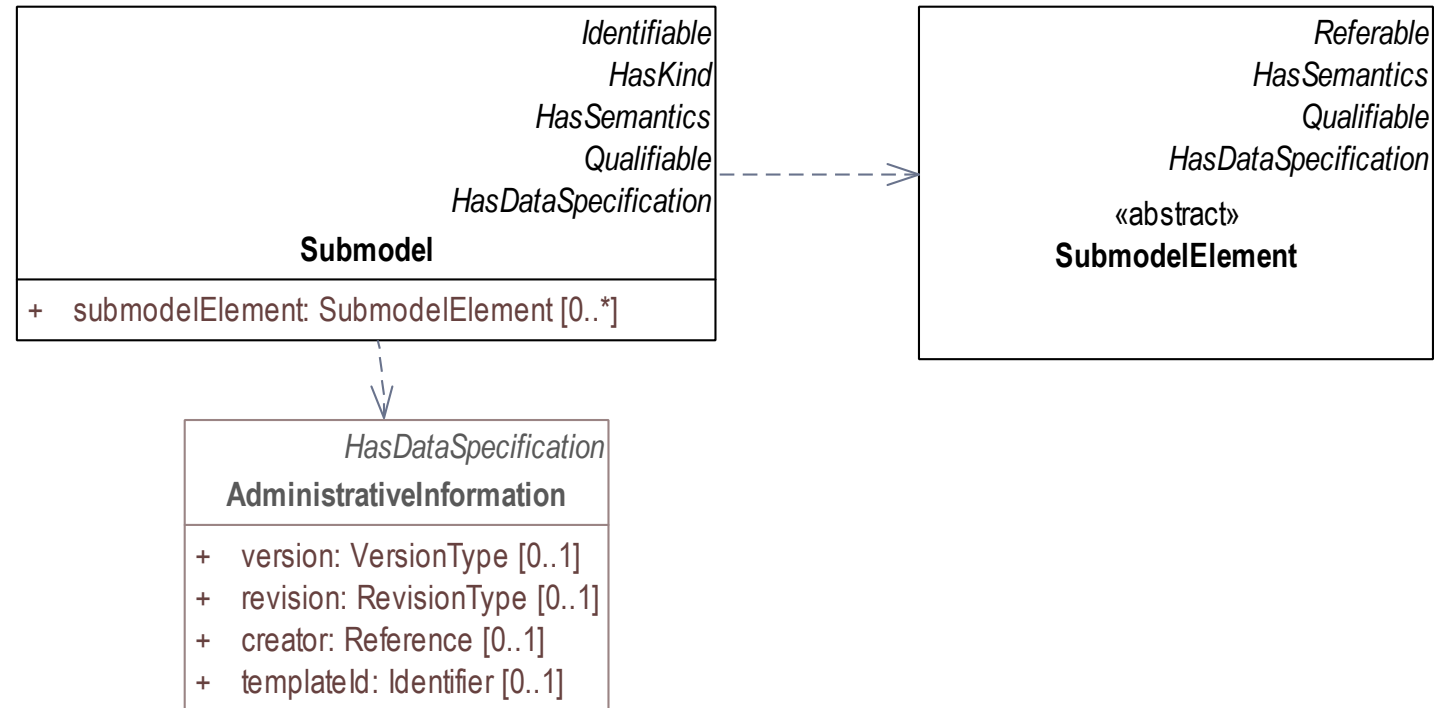 Identifiable
HasKind
HasSemantics
Qualifiable
HasDataSpecification
Submodel
+ submodelElement: SubmodelElement [0..*]
Referable
HasSemantics
Qualifiable
HasDataSpecification
«abstract»
SubmodelElement
HasDataSpecification
AdministrativeInformation
+ version: VersionType [0..1]
+ revision: RevisionType [0..1]
+ creator: Reference [0..1]
+ templateId: Identifier [0..1]